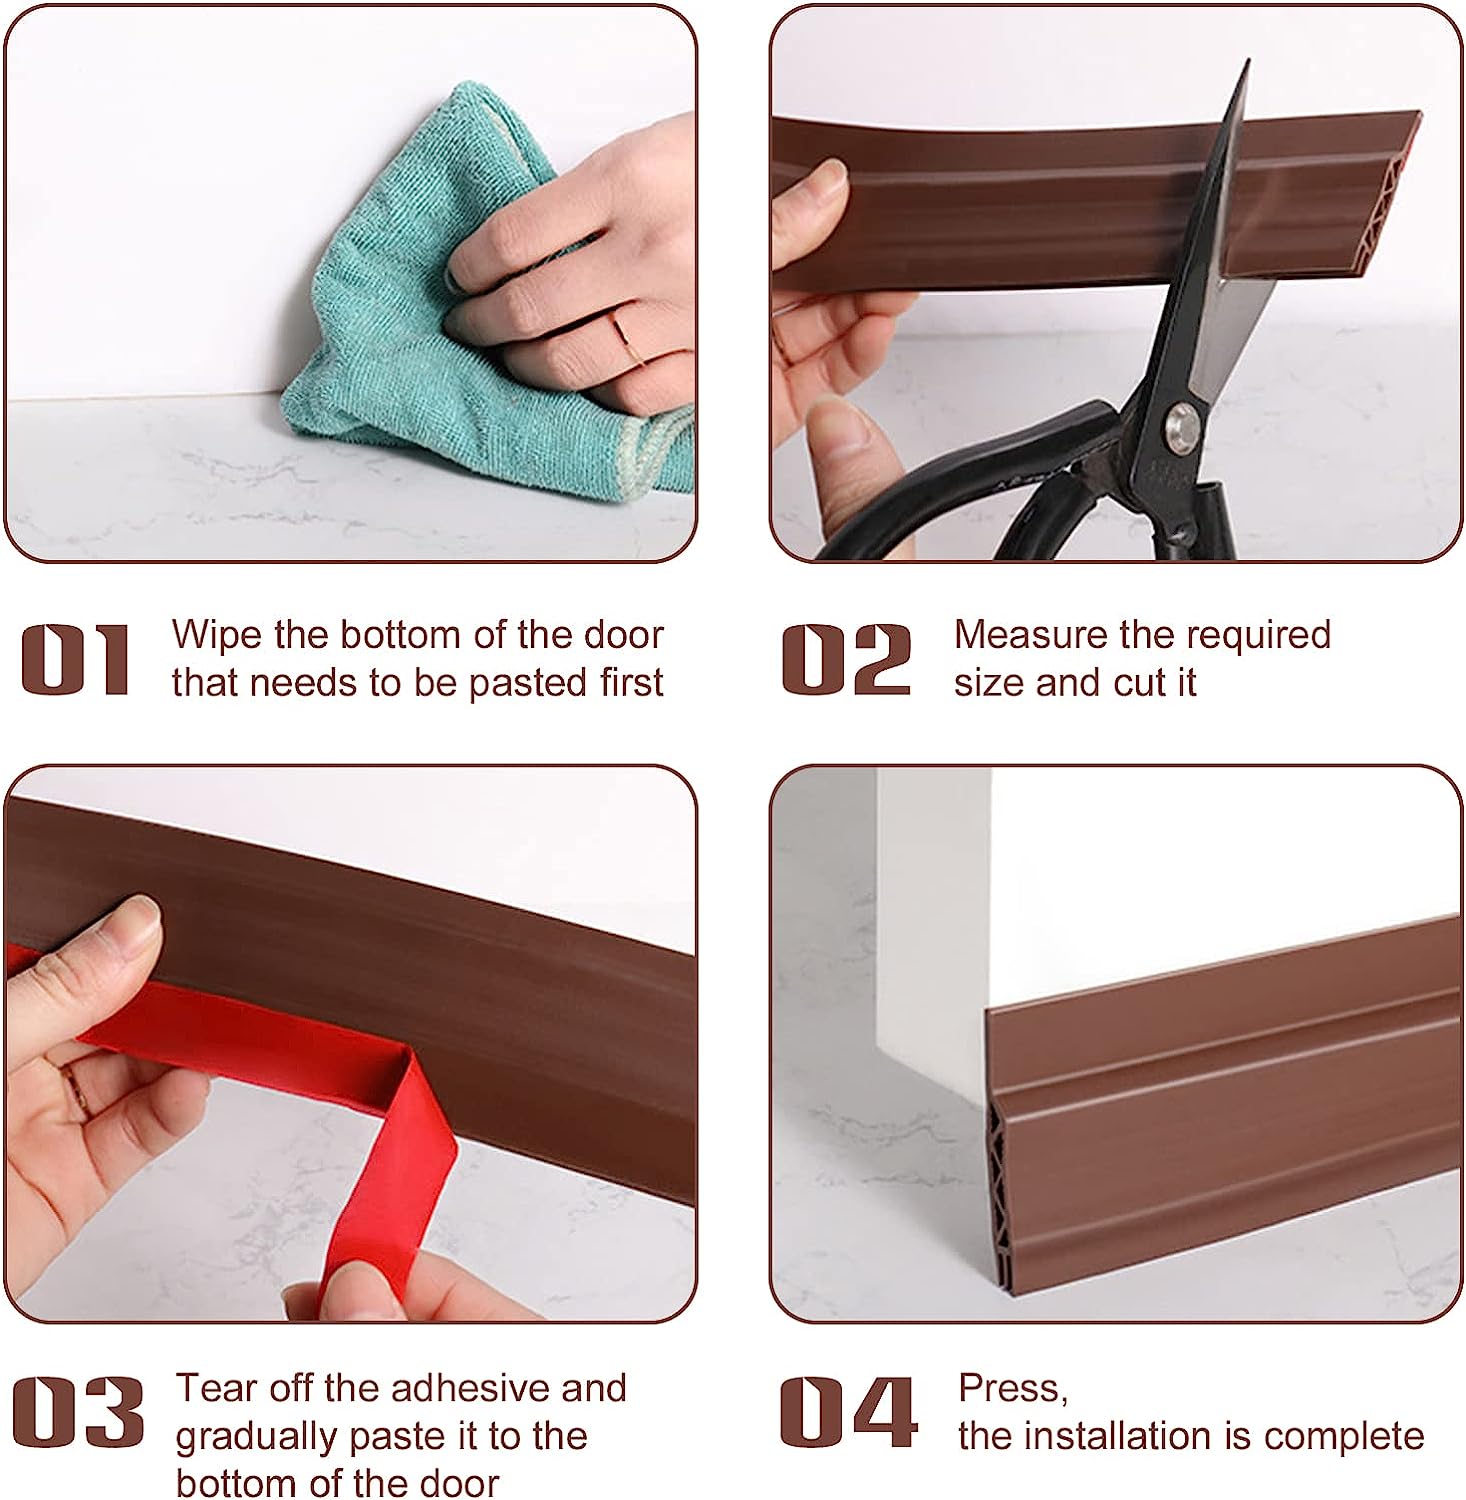 01 Wipe the bottom of the door
that needs to be pasted first
02 Measure the required
size and cut it
03 Tear off the adhesive and
gradually paste it to the
bottom of the door
04 Press,
the installation is complete